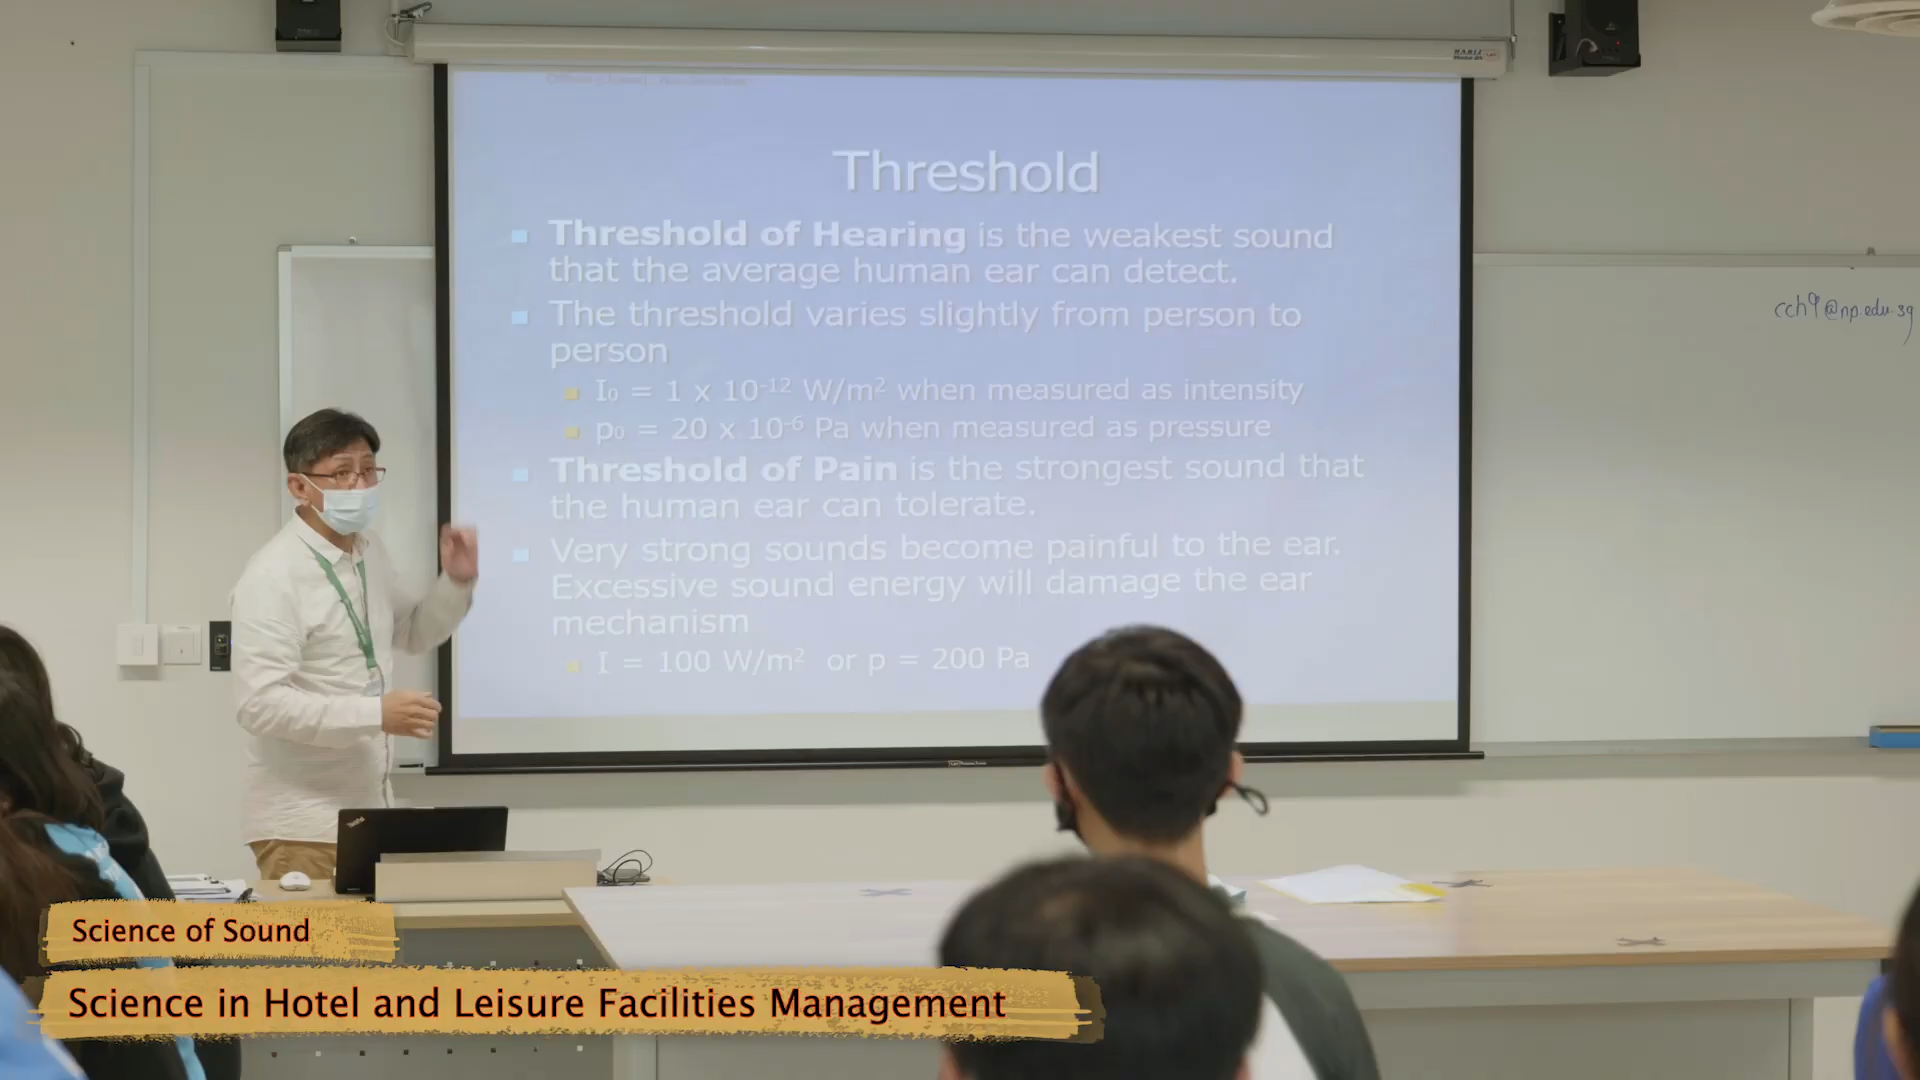 Threshold
Threshold of Hearing is the weakest sound
that the average human ear can detect.
The threshold varies slightly from person to
person
I₀ = 1 x 10⁻¹² W/m² when measured as intensity
p₀ = 20 x 10⁻⁶ Pa when measured as pressure
Threshold of Pain is the strongest sound that
the human ear can tolerate.
Very strong sounds become painful to the ear.
Excessive sound energy will damage the ear
mechanism
I = 100 W/m² or p = 200 Pa
cch9@np.edu.sg
Science of Sound
Science in Hotel and Leisure Facilities Management